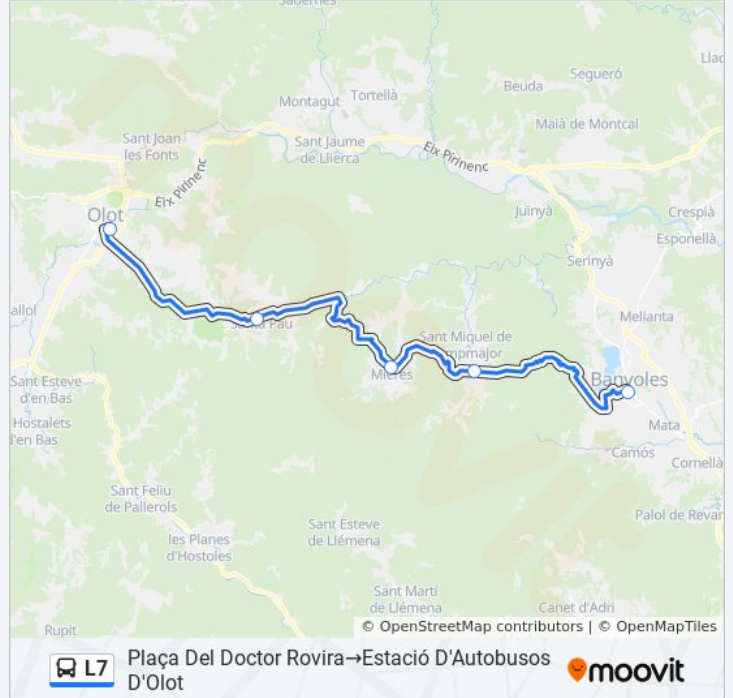 Sadernes
Llac
Segueró
Beuda
Montagut
Tortellà
Maià de Montcal
Sant Joan
les Fonts
Sant Jaume
de Llierca
Eix Pirinenc
Eix Pirinenc
Olot
Juïnyà
Crespià
Esponellà
Serinyà
allol
Melianta
Santa Pau
Sant Miquel de
mpmajor
Mieres
Banyoles
Sant Esteve
d'en Bas
Hostalets
d'en Bas
Mata
Camós
Cornellà
Sant Feliu
de Pallerols
Palol de Revar
Sant Esteve
de Llémena
les Planes
d'Hostoles
Sant Martí
de Llémena
Canet d'Adri
Rupit
© OpenStreetMap contributors | © OpenMapTiles
L7
Plaça Del Doctor Rovira→Estació D'Autobusos
D'Olot
moovit